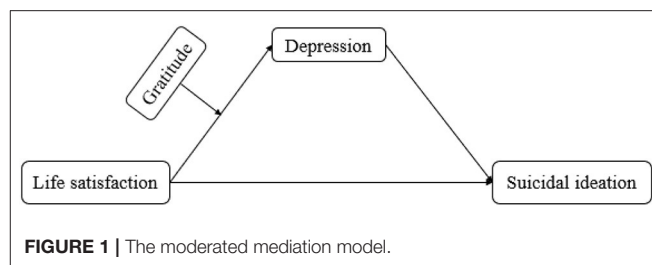 Depression
Gratitude
Life satisfaction
Suicidal ideation
FIGURE 1 | The moderated mediation model.